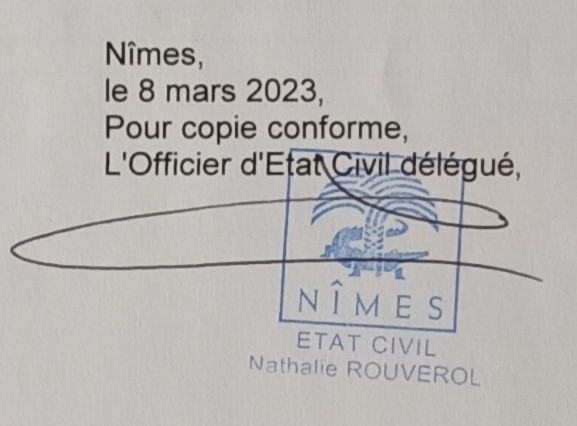 Nîmes,
le 8 mars 2023,
Pour copie conforme,
L'Officier d'Etat Civil délégué,
NÎMES
ETAT CIVIL
Nathalie ROUVEROL